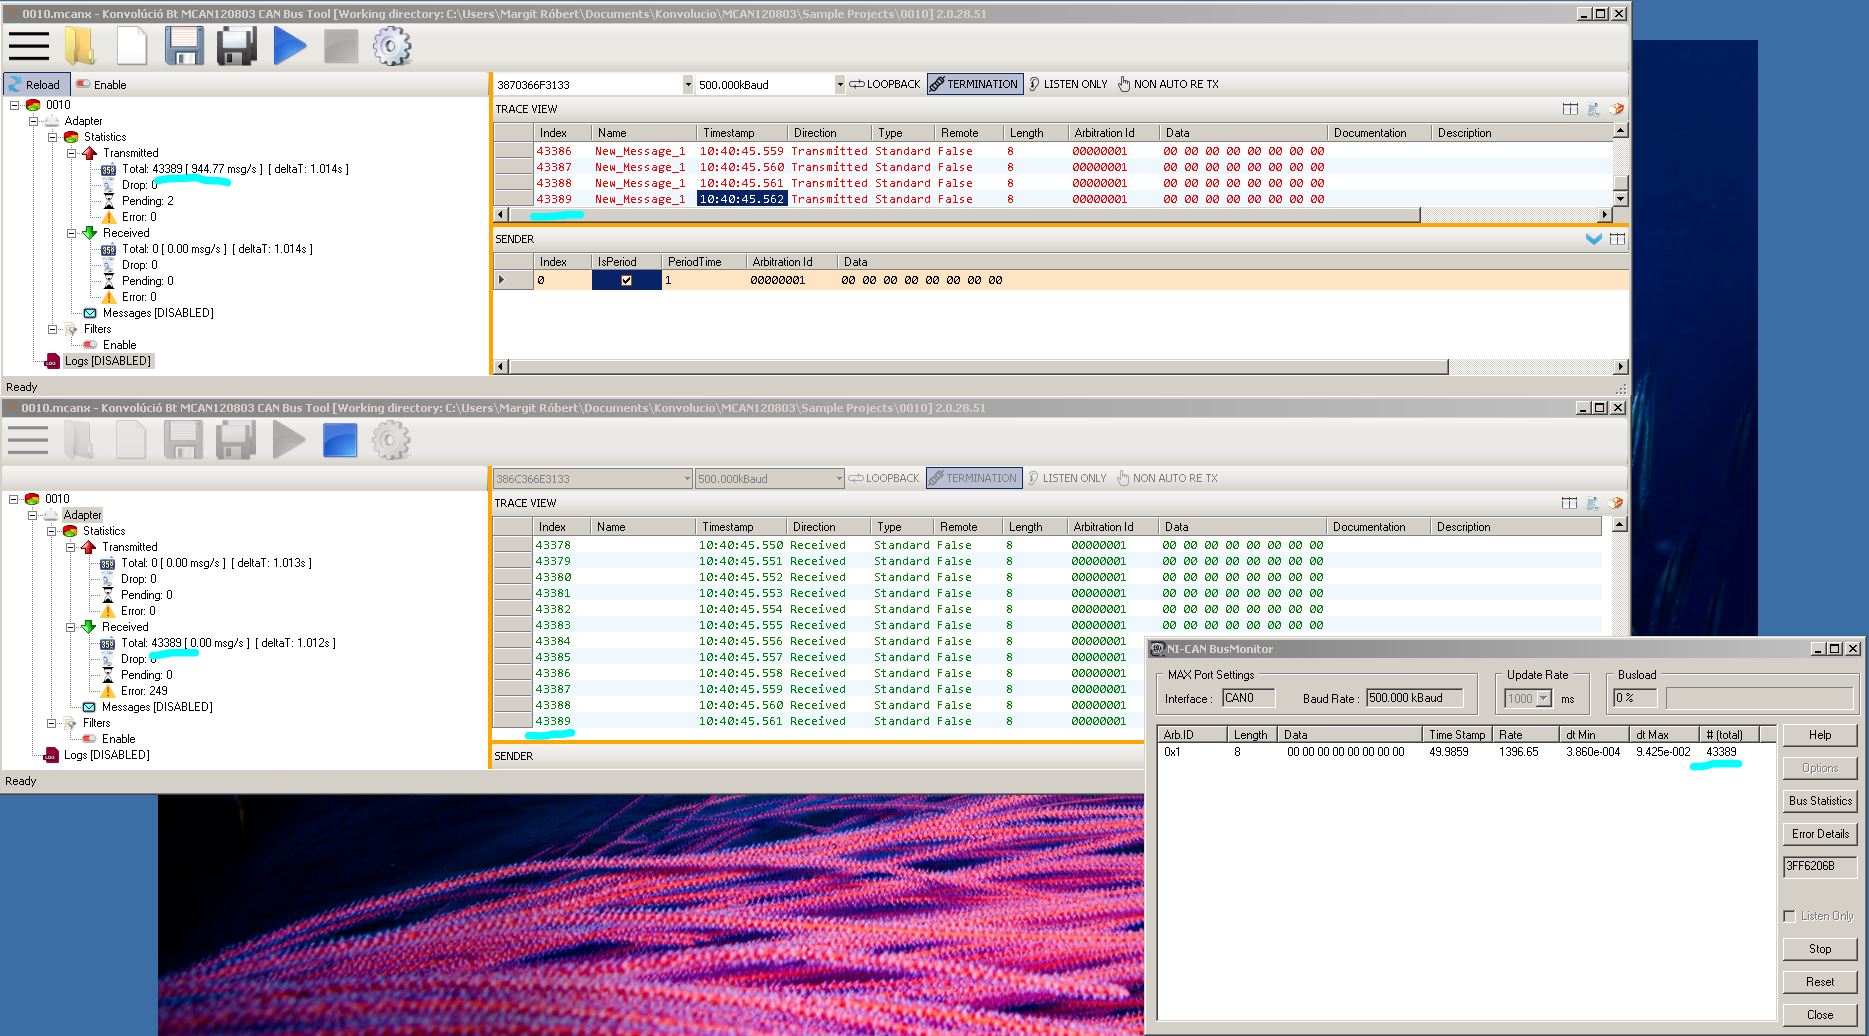 0010.mcanx - Konvolúció Bt MCAN120803 CAN Bus Tool [Working directory: C:\Users\Margit Róbert\Documents\Konvolucio\MCAN120803\Sample Projects\0010] 2.0.28.51
Reload Enable
3870366F3133 500.000kBaud LOOPBACK TERMINATION LISTEN ONLY NON AUTO RE TX
0010
Adapter
Statistics
Transmitted
Total: 43389 [ 944.77 msg/s ] [ deltaT: 1.014s ]
Drop: 0
Pending: 2
Error: 0
Received
Total: 0 [ 0.00 msg/s ] [ deltaT: 1.014s ]
Drop: 0
Pending: 0
Error: 0
Messages [DISABLED]
Filters
Enable
Logs [DISABLED]
TRACE VIEW
Index Name Timestamp Direction Type Remote Length Arbitration Id Data Documentation Description
43386 New_Message_1 10:40:45.559 Transmitted Standard False 8 00000001 00 00 00 00 00 00 00 00
43387 New_Message_1 10:40:45.560 Transmitted Standard False 8 00000001 00 00 00 00 00 00 00 00
43388 New_Message_1 10:40:45.561 Transmitted Standard False 8 00000001 00 00 00 00 00 00 00 00
43389 New_Message_1 10:40:45.562 Transmitted Standard False 8 00000001 00 00 00 00 00 00 00 00
SENDER
Index IsPeriod PeriodTime Arbitration Id Data
0 1 00000001 00 00 00 00 00 00 00 00
Ready
0010.mcanx - Konvolúció Bt MCAN120803 CAN Bus Tool [Working directory: C:\Users\Margit Róbert\Documents\Konvolucio\MCAN120803\Sample Projects\0010] 2.0.28.51
386C366E3133 500.000kBaud LOOPBACK TERMINATION LISTEN ONLY NON AUTO RE TX
0010
Adapter
Statistics
Transmitted
Total: 0 [ 0.00 msg/s ] [ deltaT: 1.013s ]
Drop: 0
Pending: 0
Error: 0
Received
Total: 43389 [ 0.00 msg/s ] [ deltaT: 1.012s ]
Drop: 0
Pending: 0
Error: 249
Messages [DISABLED]
Filters
Enable
Logs [DISABLED]
TRACE VIEW
Index Name Timestamp Direction Type Remote Length Arbitration Id Data Documentation Description
43378 10:40:45.550 Received Standard False 8 00000001 00 00 00 00 00 00 00 00
43379 10:40:45.551 Received Standard False 8 00000001 00 00 00 00 00 00 00 00
43380 10:40:45.552 Received Standard False 8 00000001 00 00 00 00 00 00 00 00
43381 10:40:45.553 Received Standard False 8 00000001 00 00 00 00 00 00 00 00
43382 10:40:45.554 Received Standard False 8 00000001 00 00 00 00 00 00 00 00
43383 10:40:45.555 Received Standard False 8 00000001 00 00 00 00 00 00 00 00
43384 10:40:45.556 Received Standard False 8 00000001
43385 10:40:45.557 Received Standard False 8 00000001
43386 10:40:45.558 Received Standard False 8 00000001
43387 10:40:45.559 Received Standard False 8 00000001
43388 10:40:45.560 Received Standard False 8 00000001
43389 10:40:45.561 Received Standard False 8 00000001
SENDER
Ready
NI-CAN BusMonitor
MAX Port Settings Update Rate Busload
Interface : CAN0 Baud Rate : 500.000 kBaud 1000 ms 0 %
Arb.ID Length Data Time Stamp Rate dt Min dt Max # (total)
0x1 8 00 00 00 00 00 00 00 00 49.9859 1396.65 3.860e-004 9.425e-002 43389
Help
Options
Bus Statistics
Error Details
3FF6206B
Listen Only
Stop
Reset
Close